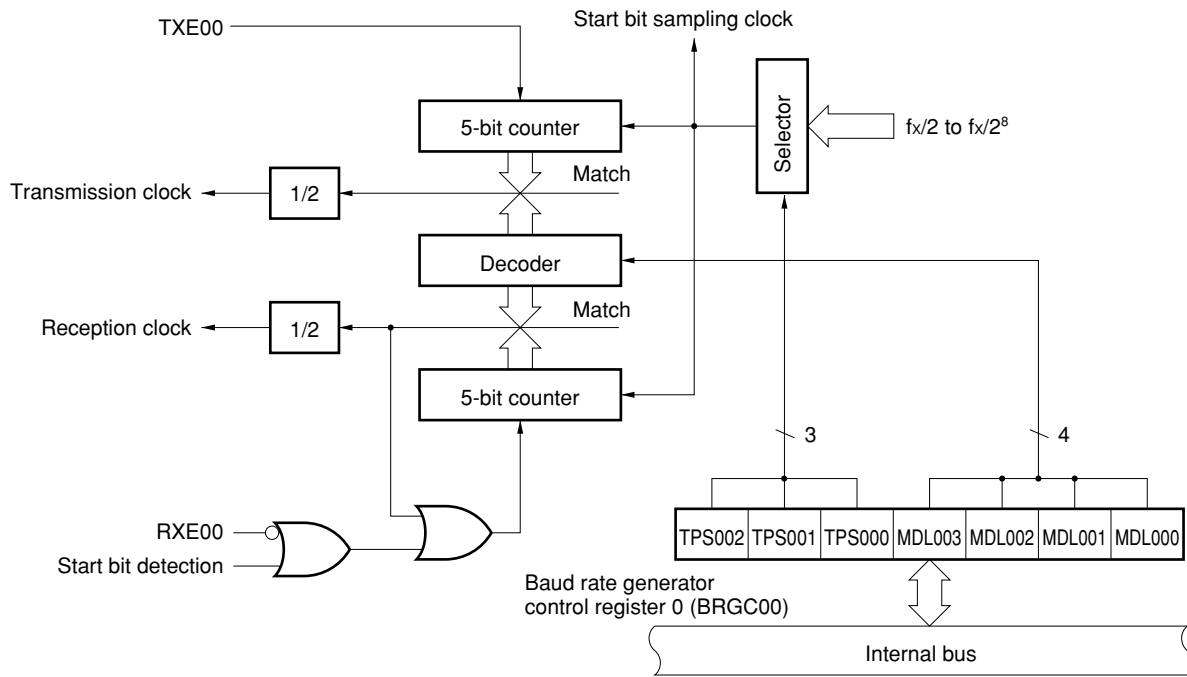 Start bit sampling clock
TXE00
5-bit counter
Selector
fx/2 to fx/2⁸
Match
Transmission clock
1/2
Decoder
Match
Reception clock
1/2
5-bit counter
3
4
RXE00
Start bit detection
TPS002 TPS001 TPS000 MDL003 MDL002 MDL001 MDL000
Baud rate generator
control register 0 (BRGC00)
Internal bus